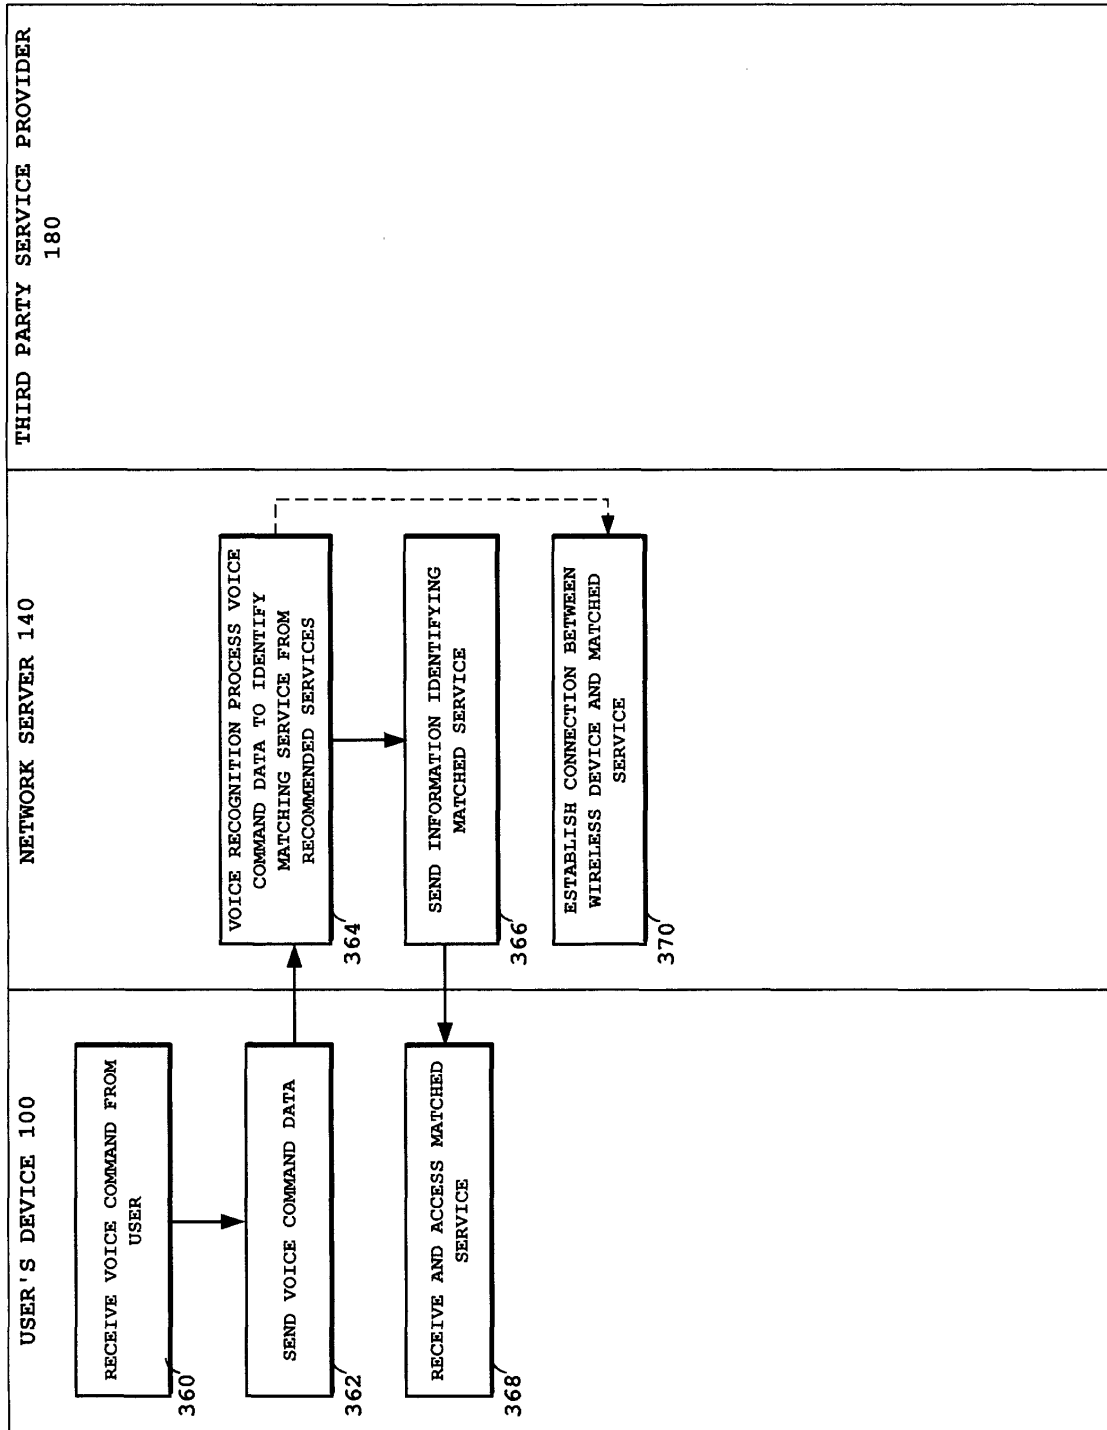 USER'S DEVICE 100
NETWORK SERVER 140
THIRD PARTY SERVICE PROVIDER
180
RECEIVE VOICE COMMAND FROM
USER
360
SEND VOICE COMMAND DATA
362
VOICE RECOGNITION PROCESS VOICE
COMMAND DATA TO IDENTIFY
MATCHING SERVICE FROM
RECOMMENDED SERVICES
364
SEND INFORMATION IDENTIFYING
MATCHED SERVICE
366
RECEIVE AND ACCESS MATCHED
SERVICE
368
ESTABLISH CONNECTION BETWEEN
WIRELESS DEVICE AND MATCHED
SERVICE
370